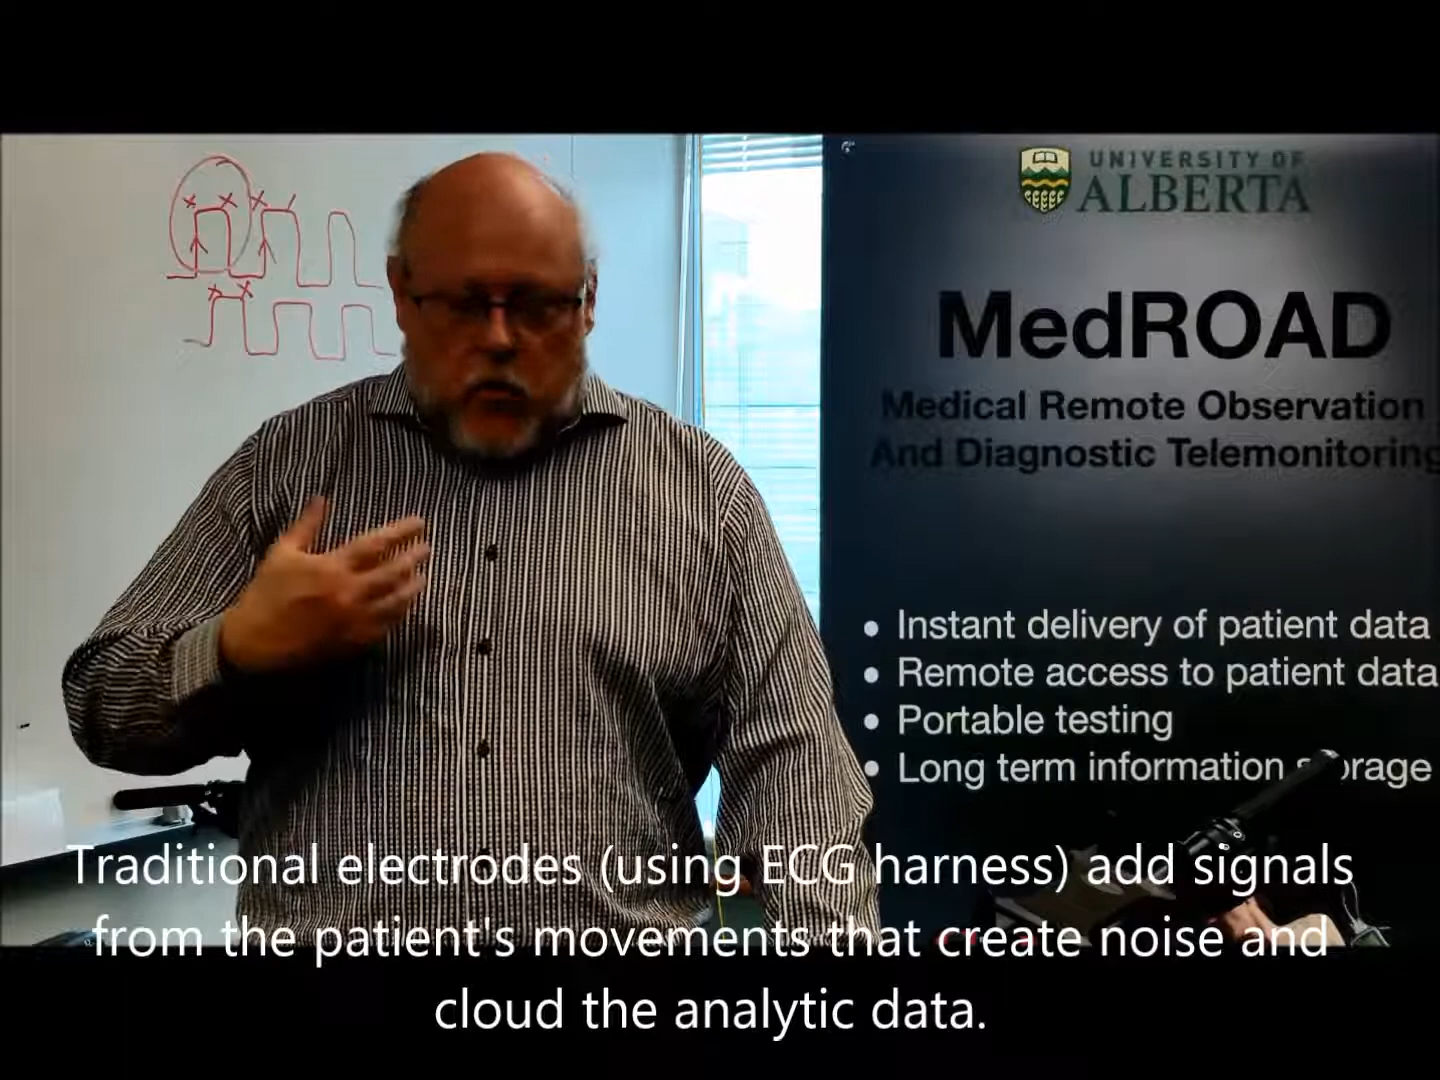 UNIVERSITY OF
ALBERTA
MedROAD
Medical Remote Observation
And Diagnostic Telemonitoring
• Instant delivery of patient data
• Remote access to patient data
• Portable testing
• Long term information storage
Traditional electrodes (using ECG harness) add signals
from the patient's movements that create noise and
cloud the analytic data.